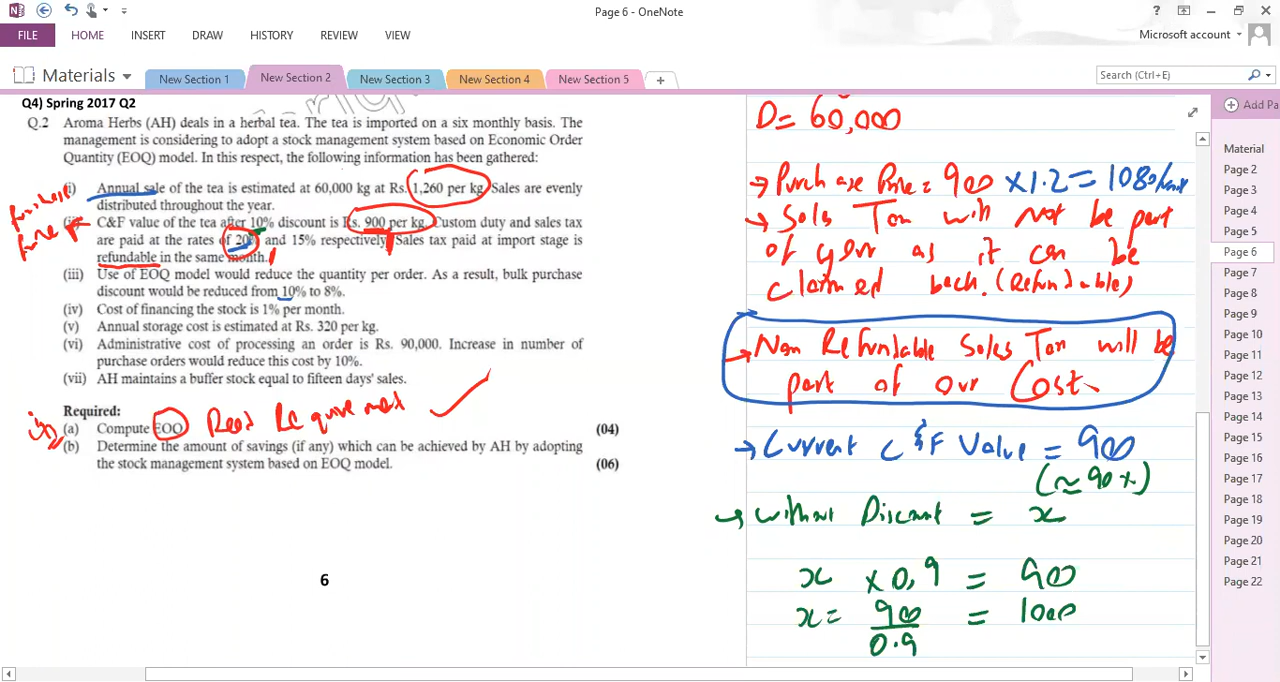 Page 6 - OneNote
Microsoft account
FILE HOME INSERT DRAW HISTORY REVIEW VIEW
Materials New Section 1 New Section 2 New Section 3 New Section 4 New Section 5
Search (Ctrl+E)
Q4) Spring 2017 Q2
Q.2 Aroma Herbs (AH) deals in a herbal tea. The tea is imported on a six monthly basis. The
management is considering to adopt a stock management system based on Economic Order
Quantity (EOQ) model. In this respect, the following information has been gathered:
(i) Annual sale of the tea is estimated at 60,000 kg at Rs. 1,260 per kg. Sales are evenly
distributed throughout the year.
(ii) C&F value of the tea after 10% discount is Rs. 900 per kg. Custom duty and sales tax
are paid at the rates of 20% and 15% respectively. Sales tax paid at import stage is
refundable in the same month.
(iii) Use of EOQ model would reduce the quantity per order. As a result, bulk purchase
discount would be reduced from 10% to 8%.
(iv) Cost of financing the stock is 1% per month.
(v) Annual storage cost is estimated at Rs. 320 per kg.
(vi) Administrative cost of processing an order is Rs. 90,000. Increase in number of
purchase orders would reduce this cost by 10%.
(vii) AH maintains a buffer stock equal to fifteen days' sales.
Required:
(a) Compute EOQ Read Requirement (04)
(b) Determine the amount of savings (if any) which can be achieved by AH by adopting
the stock management system based on EOQ model. (06)
6
Purchase
Price
D = 60,000
→ Purchase Price = 900 × 1.2 = 1080/unit
→ Sales Tax will not be part
of your as it can be
claimed back. (Refundable)
→ Non Refundable Sales Tax will be
part of our Cost
→ Current C & F Value = 900
(≈ 90%)
→ without Discount = x
x × 0.9 = 900
x = 900 = 1000
0.9
Add Pa
Material
Page 2
Page 3
Page 4
Page 5
Page 6
Page 7
Page 8
Page 9
Page 10
Page 11
Page 12
Page 13
Page 14
Page 15
Page 16
Page 17
Page 18
Page 19
Page 20
Page 21
Page 22